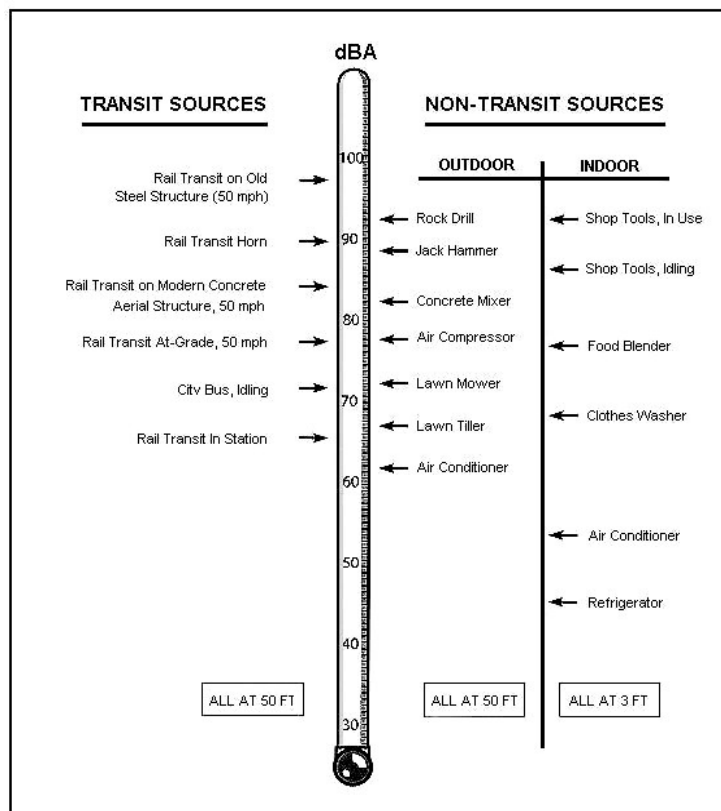 dBA
TRANSIT SOURCES
NON-TRANSIT SOURCES
OUTDOOR
INDOOR
100
90
80
70
60
50
40
30
Rail Transit on Old
Steel Structure (50 mph)
Rail Transit Horn
Rail Transit on Modern Concrete
Aerial Structure, 50 mph
Rail Transit At-Grade, 50 mph
City Bus, Idling
Rail Transit In Station
ALL AT 50 FT
Rock Drill
Jack Hammer
Concrete Mixer
Air Compressor
Lawn Mower
Lawn Tiller
Air Conditioner
ALL AT 50 FT
Shop Tools, In Use
Shop Tools, Idling
Food Blender
Clothes Washer
Air Conditioner
Refrigerator
ALL AT 3 FT